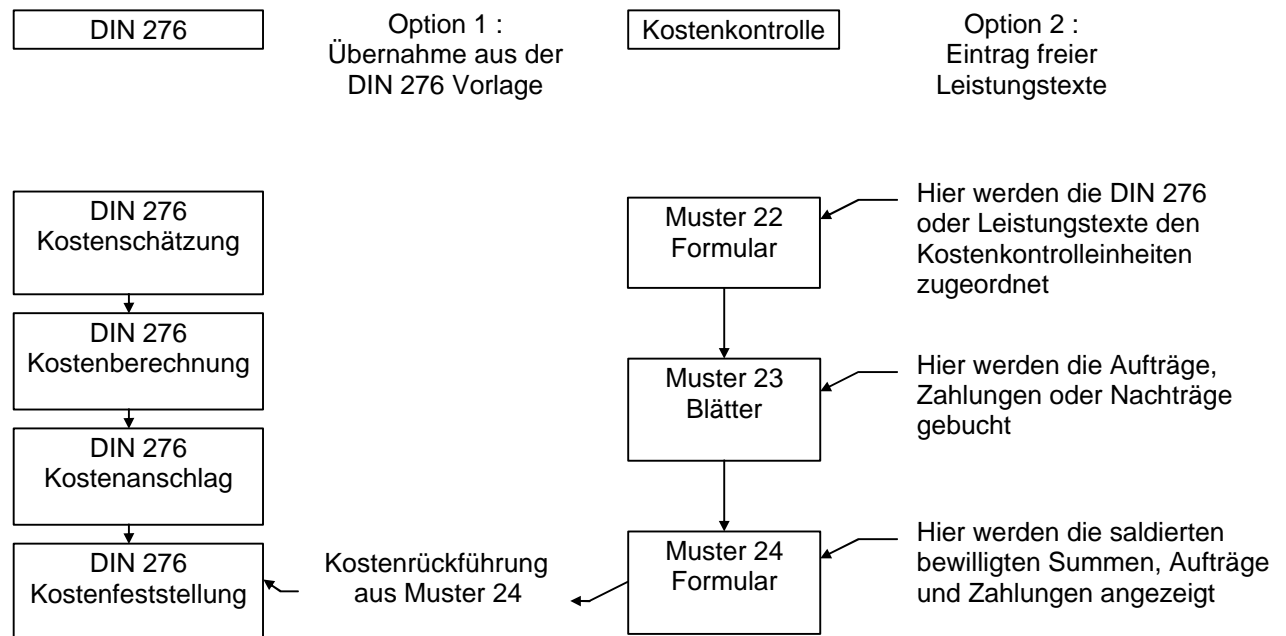 DIN 276
Option 1 :
Übernahme aus der
DIN 276 Vorlage
Kostenkontrolle
Option 2 :
Eintrag freier
Leistungstexte
DIN 276
Kostenschätzung
DIN 276
Kostenberechnung
DIN 276
Kostenanschlag
DIN 276
Kostenfeststellung
Kostenrückführung
aus Muster 24
Muster 22
Formular
Muster 23
Blätter
Muster 24
Formular
Hier werden die DIN 276
oder Leistungstexte den
Kostenkontrolleinheiten
zugeordnet
Hier werden die Aufträge,
Zahlungen oder Nachträge
gebucht
Hier werden die saldierten
bewilligten Summen, Aufträge
und Zahlungen angezeigt